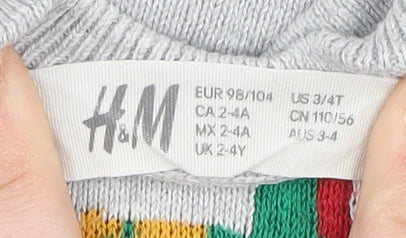 H&M
EUR 98/104 US 3/4T
CA 2-4A CN 110/56
MX 2-4A AUS 3-4
UK 2-4Y